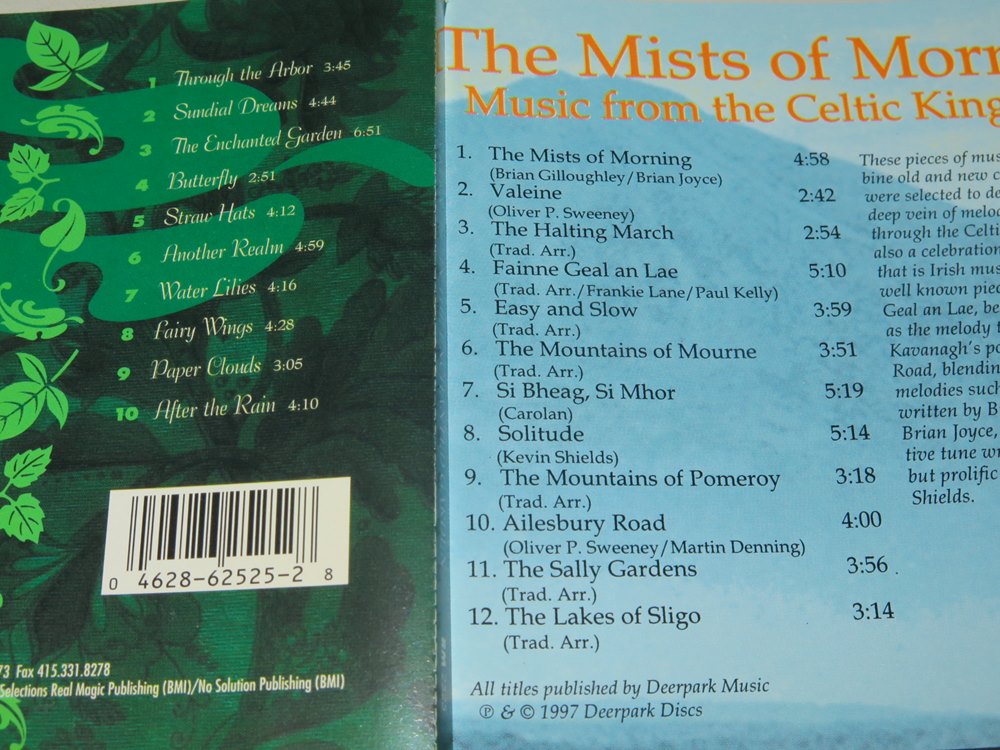 1 Through the Arbor 3:45
2 Sundial Dreams 4:44
3 The Enchanted Garden 6:51
4 Butterfly 2:51
5 Straw Hats 4:12
6 Another Realm 4:59
7 Water Lilies 4:16
8 Fairy Wings 4:28
9 Paper Clouds 3:05
10 After the Rain 4:10
0 4628-62525-2 8
73 Fax 415.331.8278
Selections Real Magic Publishing (BMI)/No Solution Publishing (BMI)
The Mists of Morn
Music from the Celtic King
1. The Mists of Morning 4:58
(Brian Gilloughley/Brian Joyce)
2. Valeine 2:42
(Oliver P. Sweeney)
3. The Halting March 2:54
(Trad. Arr.)
4. Fainne Geal an Lae 5:10
(Trad. Arr./Frankie Lane/Paul Kelly)
5. Easy and Slow 3:59
(Trad. Arr.)
6. The Mountains of Mourne 3:51
(Trad. Arr.)
7. Si Bheag, Si Mhor 5:19
(Carolan)
8. Solitude 5:14
(Kevin Shields)
9. The Mountains of Pomeroy 3:18
(Trad. Arr.)
10. Ailesbury Road 4:00
(Oliver P. Sweeney/Martin Denning)
11. The Sally Gardens 3:56
(Trad. Arr.)
12. The Lakes of Sligo 3:14
(Trad. Arr.)
All titles published by Deerpark Music
℗ & © 1997 Deerpark Discs
These pieces of mus
bine old and new c
were selected to de
deep vein of melod
through the Celti
also a celebration
that is Irish mus
well known piec
Geal an Lae, be
as the melody t
Kavanagh's po
Road, blending
melodies such
written by B
Brian Joyce,
tive tune wr
but prolific
Shields.